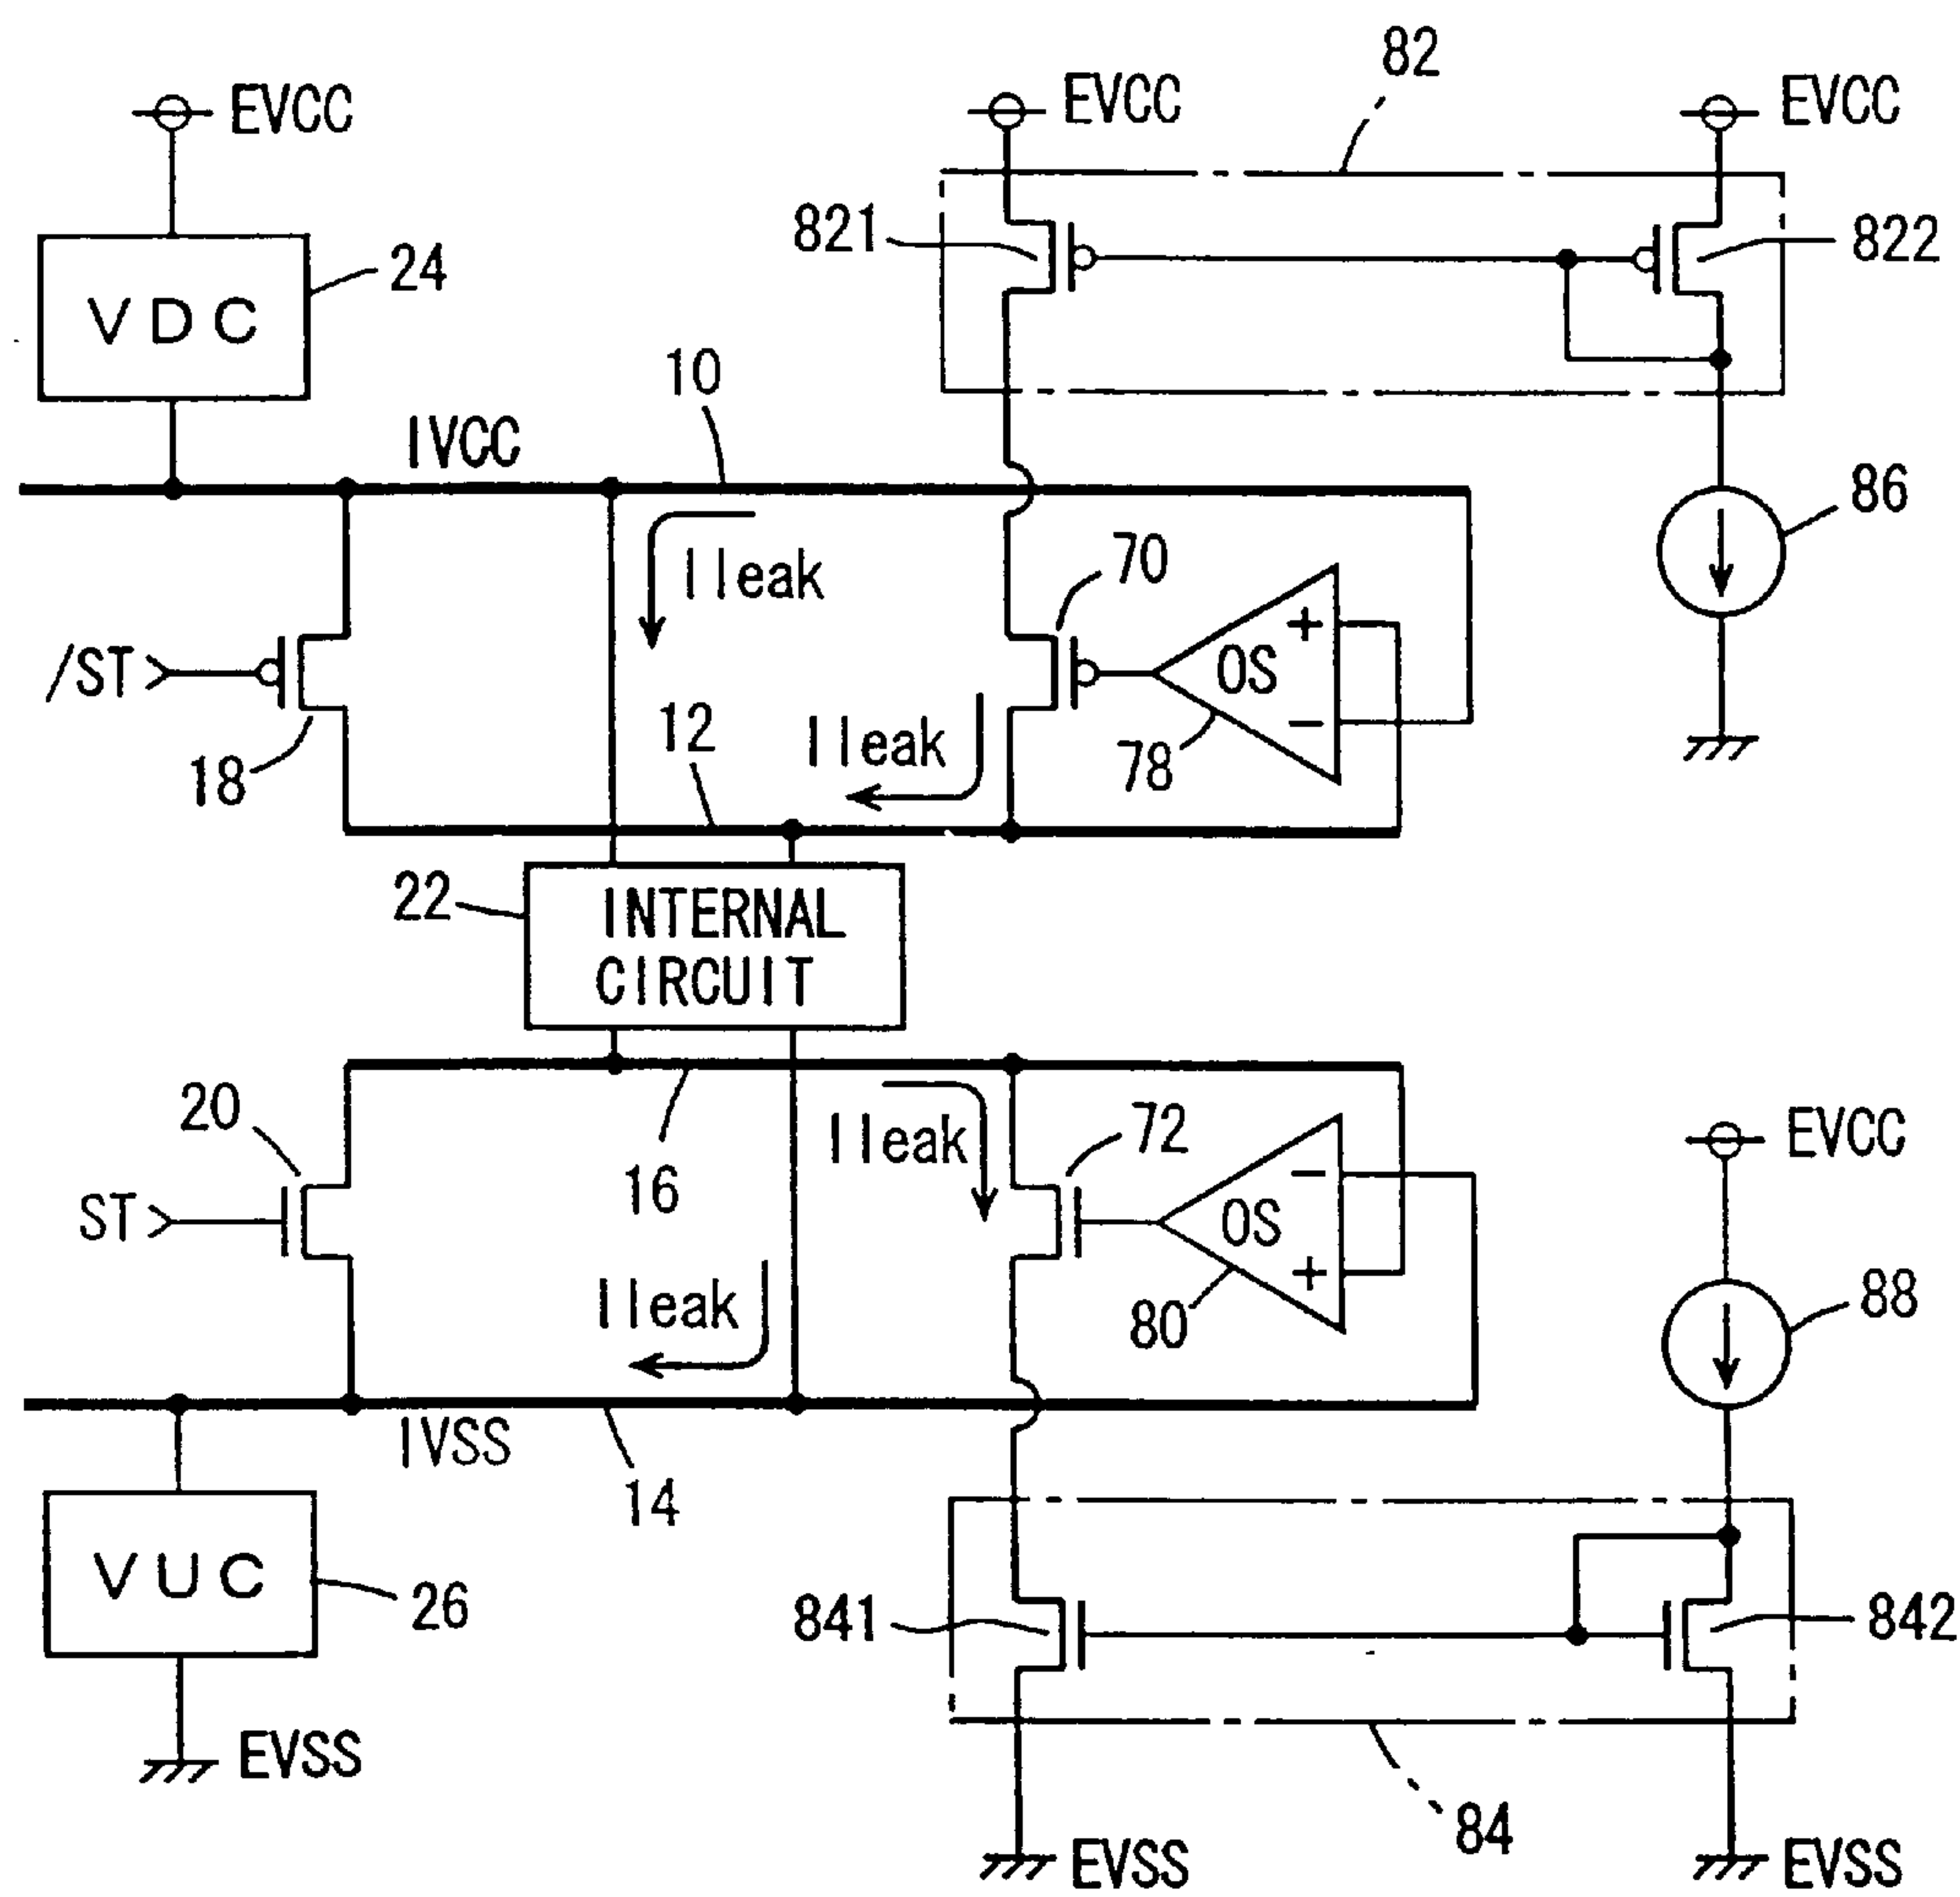 82
EVCC
EVCC
EVCC
821
822
24
VDC
10
IVCC
86
Ileak
70
+
OS
−
/ST
12
Ileak
78
18
22
INTERNAL
CIRCUIT
20
16
Ileak
72
−
OS
+
EVCC
ST
80
88
Ileak
IVSS
14
VUC
26
841
842
EVSS
84
EVSS
EVSS